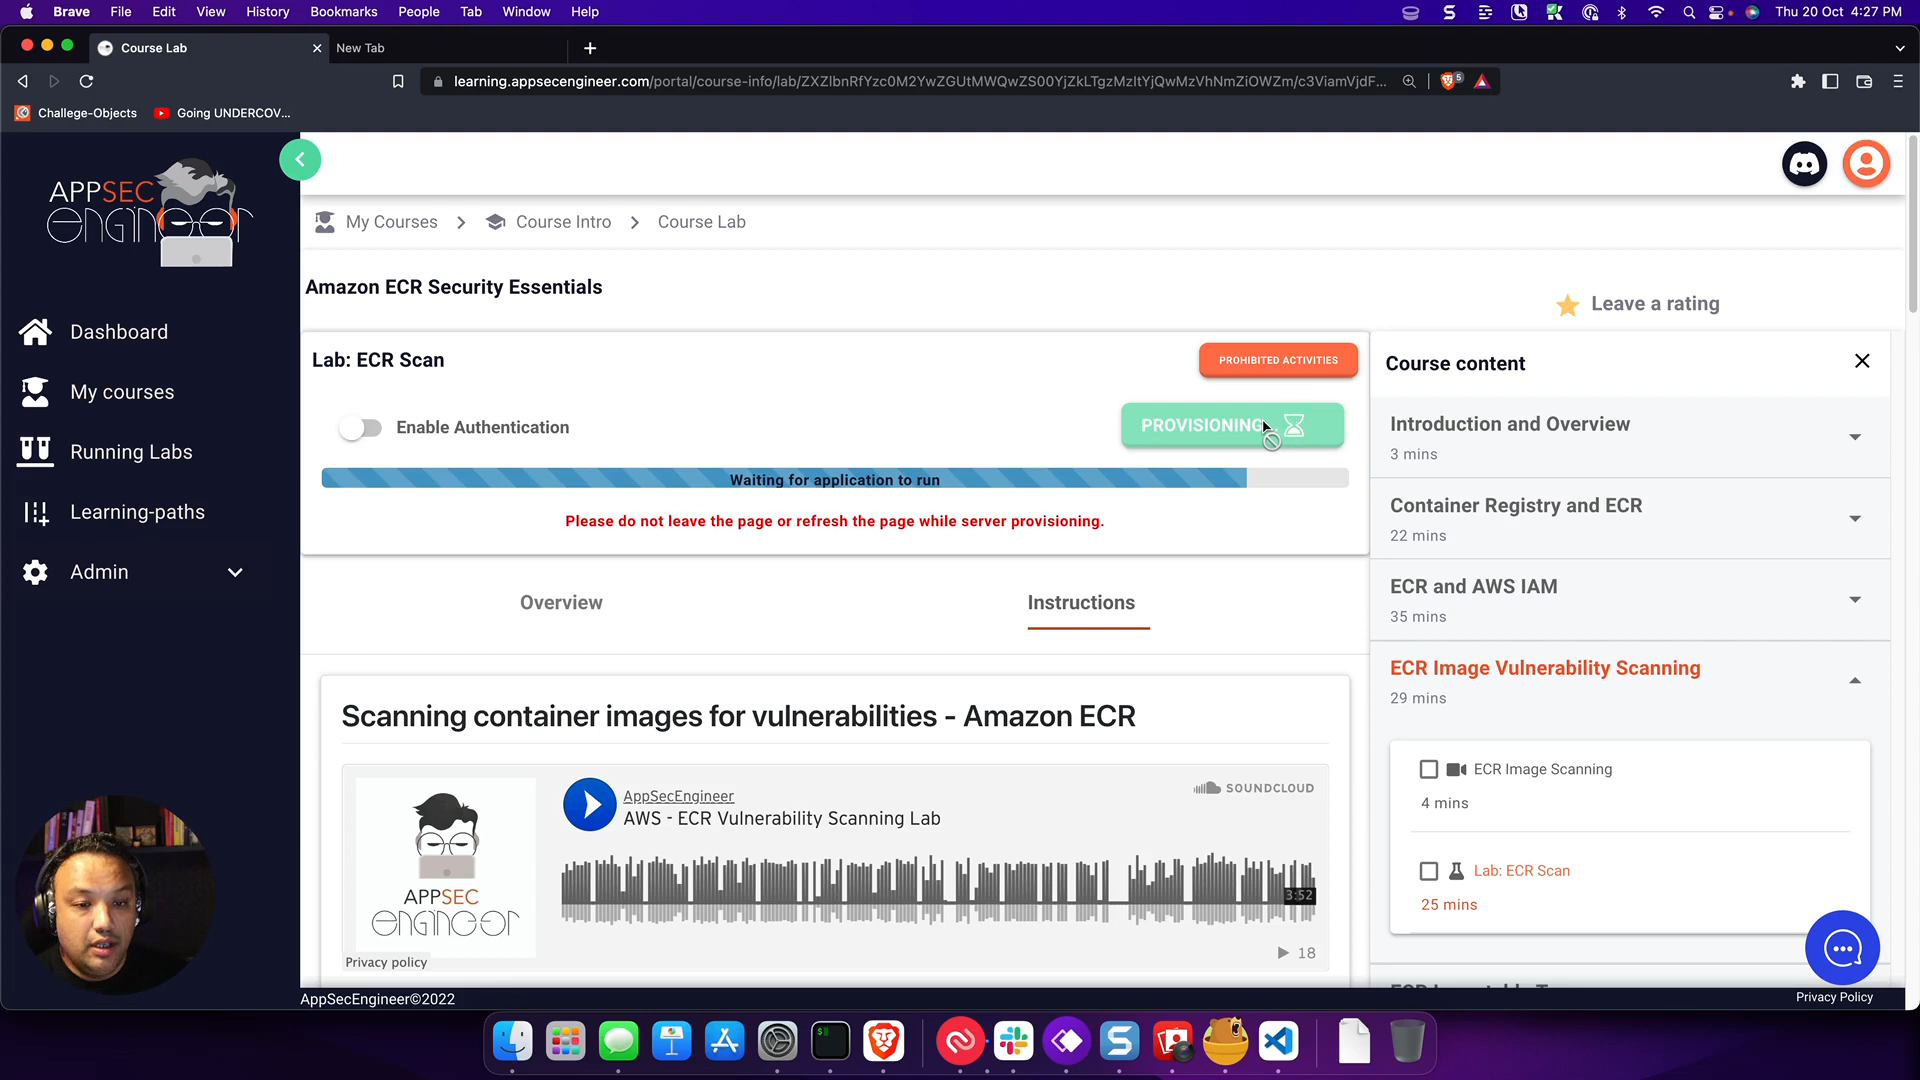 Brave File Edit View History Bookmarks People Tab Window Help
Thu 20 Oct 4:27 PM
Course Lab
New Tab
learning.appsecengineer.com/portal/course-info/lab/ZXZlbnRfYzc0M2YwZGUtMWQwZS00YjZkLTgzMzItYjQwMzVhNmZiOWZm/c3ViamVjdF...
5
Challege-Objects
Going UNDERCOV...
APPSEC
engineer
Dashboard
My courses
Running Labs
Learning-paths
Admin
My Courses
Course Intro
Course Lab
Amazon ECR Security Essentials
Leave a rating
Lab: ECR Scan
PROHIBITED ACTIVITIES
Enable Authentication
PROVISIONING
Waiting for application to run
Please do not leave the page or refresh the page while server provisioning.
Overview
Instructions
Scanning container images for vulnerabilities - Amazon ECR
AppSecEngineer
AWS - ECR Vulnerability Scanning Lab
SOUNDCLOUD
APPSEC
engineer
3:52
18
Privacy policy
Course content
Introduction and Overview
3 mins
Container Registry and ECR
22 mins
ECR and AWS IAM
35 mins
ECR Image Vulnerability Scanning
29 mins
ECR Image Scanning
4 mins
Lab: ECR Scan
25 mins
AppSecEngineer©2022
Privacy Policy